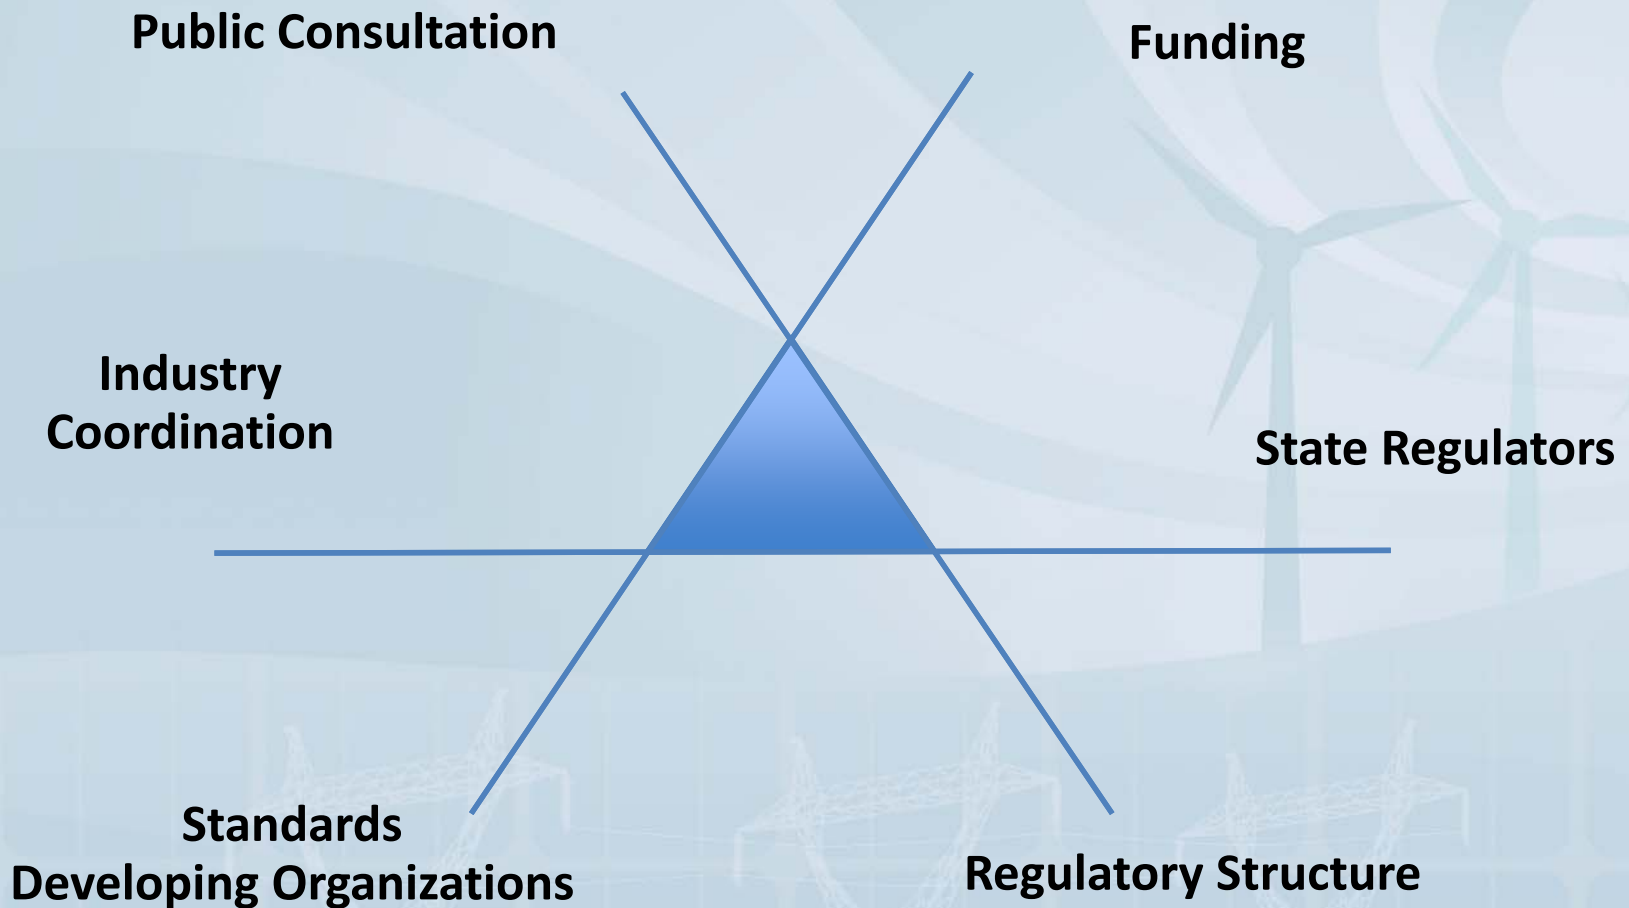 Public Consultation
Funding
Industry
Coordination
State Regulators
Standards
Developing Organizations
Regulatory Structure